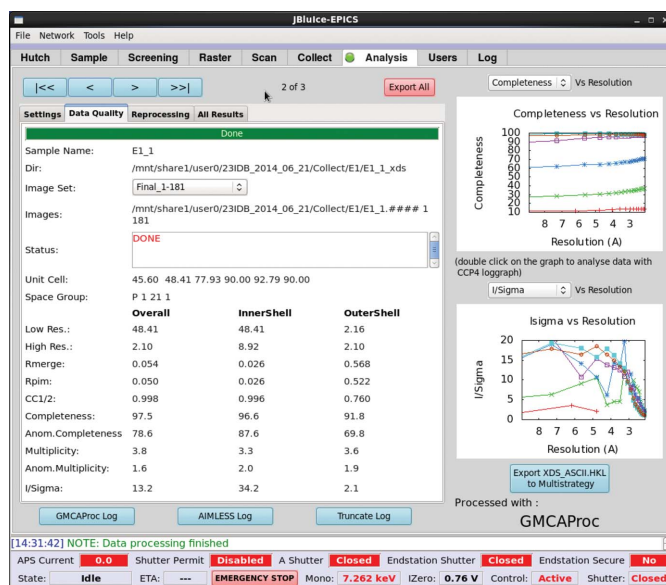 JBluIce-EPICS
File Network Tools Help
Hutch Sample Screening Raster Scan Collect Analysis Users Log
|<< < > >>| 2 of 3 Export All
Settings Data Quality Reprocessing All Results
Done
Sample Name: E1_1
Dir: /mnt/share1/user0/23IDB_2014_06_21/Collect/E1/E1_1_xds
Image Set: Final_1-181
Images: /mnt/share1/user0/23IDB_2014_06_21/Collect/E1/E1_1.#### 1
181
Status: DONE
Unit Cell: 45.60 48.41 77.93 90.00 92.79 90.00
Space Group: P 1 21 1
Overall InnerShell OuterShell
Low Res.: 48.41 48.41 2.16
High Res.: 2.10 8.92 2.10
Rmerge: 0.054 0.026 0.568
Rpim: 0.050 0.026 0.522
CC1/2: 0.998 0.996 0.760
Completeness: 97.5 96.6 91.8
Anom.Completeness 78.6 87.6 69.8
Multiplicity: 3.8 3.3 3.6
Anom.Multiplicity: 1.6 2.0 1.9
I/Sigma: 13.2 34.2 2.1
GMCAProc Log AIMLESS Log Truncate Log
Completeness Vs Resolution
Completeness vs Resolution
Completeness
100
90
80
70
60
50
40
30
20
10
8 7 6 5 4 3
Resolution (A)
(double click on the graph to analyse data with
CCP4 loggraph)
I/Sigma Vs Resolution
Isigma vs Resolution
I/Sigma
20
15
10
5
0
8 7 6 5 4 3
Resolution (A)
Export XDS_ASCII.HKL
to Multistrategy
Processed with :
GMCAProc
[14:31:42] NOTE: Data processing finished
APS Current 0.0 Shutter Permit Disabled A Shutter Closed Endstation Shutter Closed Endstation Secure No
State: Idle ETA: --- EMERGENCY STOP Mono: 7.262 keV IZero: 0.76 V Control: Active Shutter: Closed